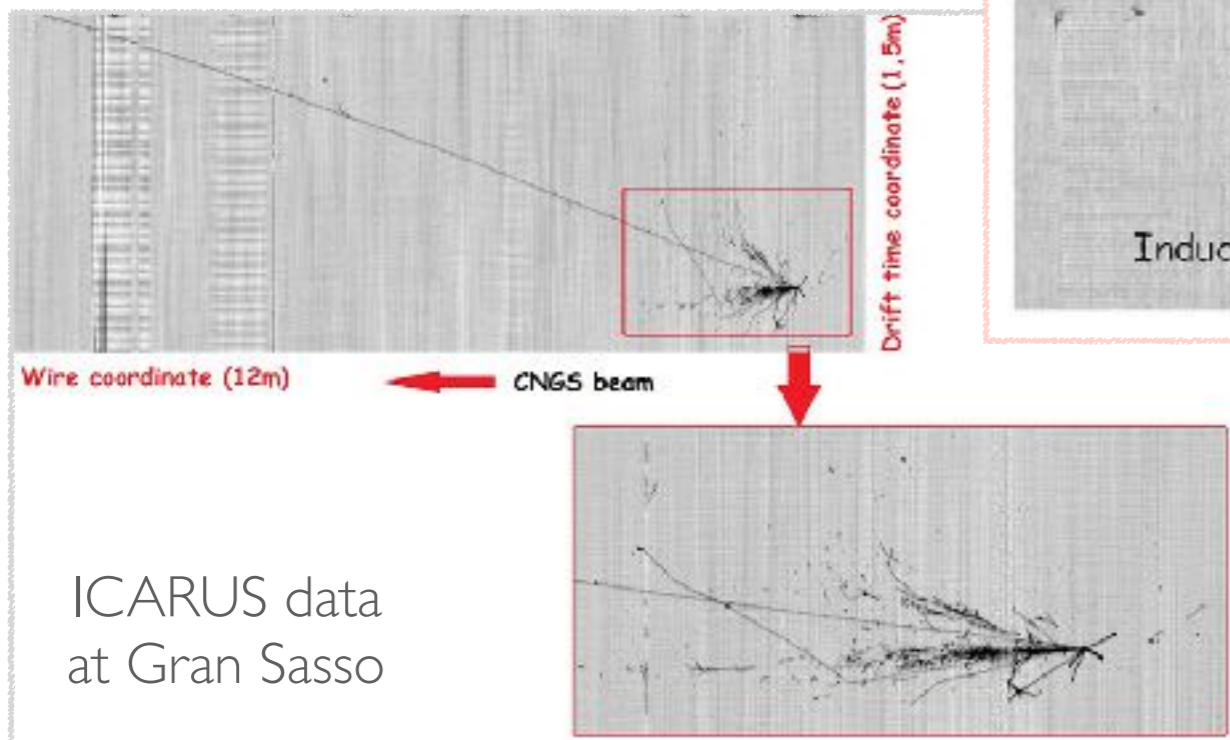 Drift time coordinate (1,5m)
Induc
Wire coordinate (12m)
CNGS beam
ICARUS data
at Gran Sasso